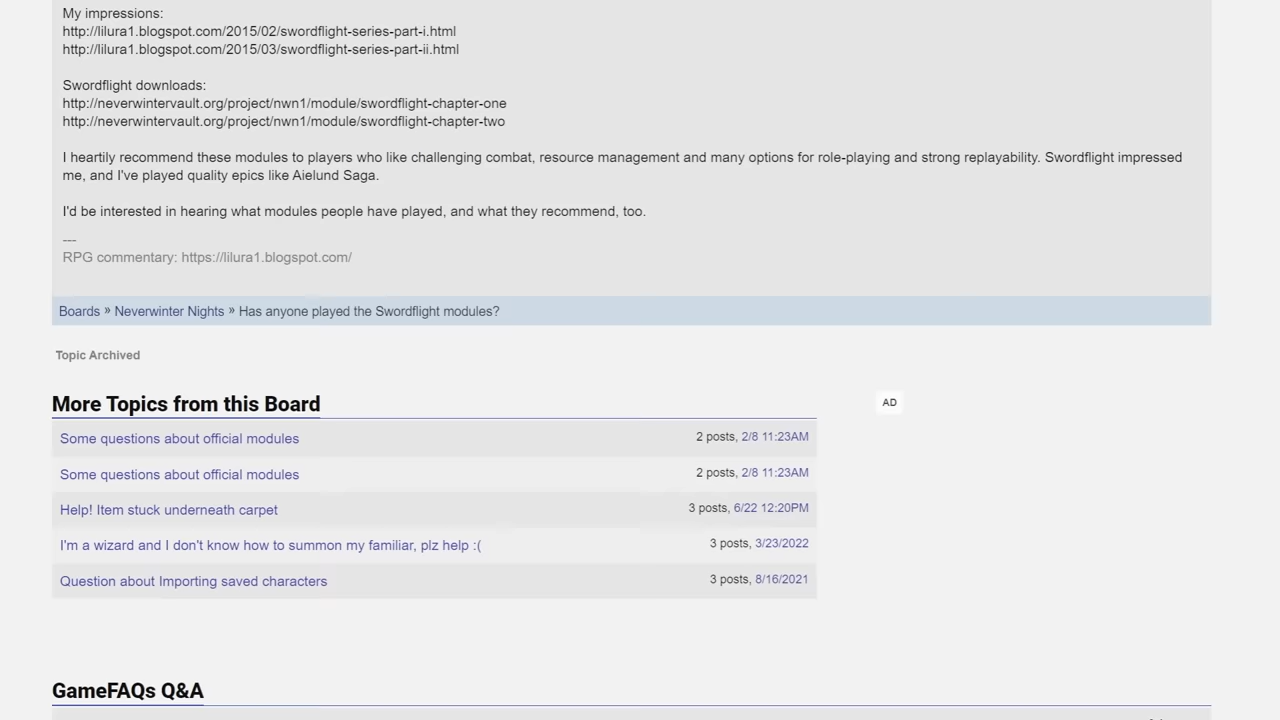 My impressions:
http://lilura1.blogspot.com/2015/02/swordflight-series-part-i.html
http://lilura1.blogspot.com/2015/03/swordflight-series-part-ii.html
Swordflight downloads:
http://neverwintervault.org/project/nwn1/module/swordflight-chapter-one
http://neverwintervault.org/project/nwn1/module/swordflight-chapter-two
I heartily recommend these modules to players who like challenging combat, resource management and many options for role-playing and strong replayability. Swordflight impressed
me, and I've played quality epics like Aielund Saga.
I'd be interested in hearing what modules people have played, and what they recommend, too.
---
RPG commentary: https://lilura1.blogspot.com/
Boards » Neverwinter Nights » Has anyone played the Swordflight modules?
Topic Archived
More Topics from this Board
AD
Some questions about official modules 2 posts, 2/8 11:23AM
Some questions about official modules 2 posts, 2/8 11:23AM
Help! Item stuck underneath carpet 3 posts, 6/22 12:20PM
I'm a wizard and I don't know how to summon my familiar, plz help :( 3 posts, 3/23/2022
Question about Importing saved characters 3 posts, 8/16/2021
GameFAQs Q&A